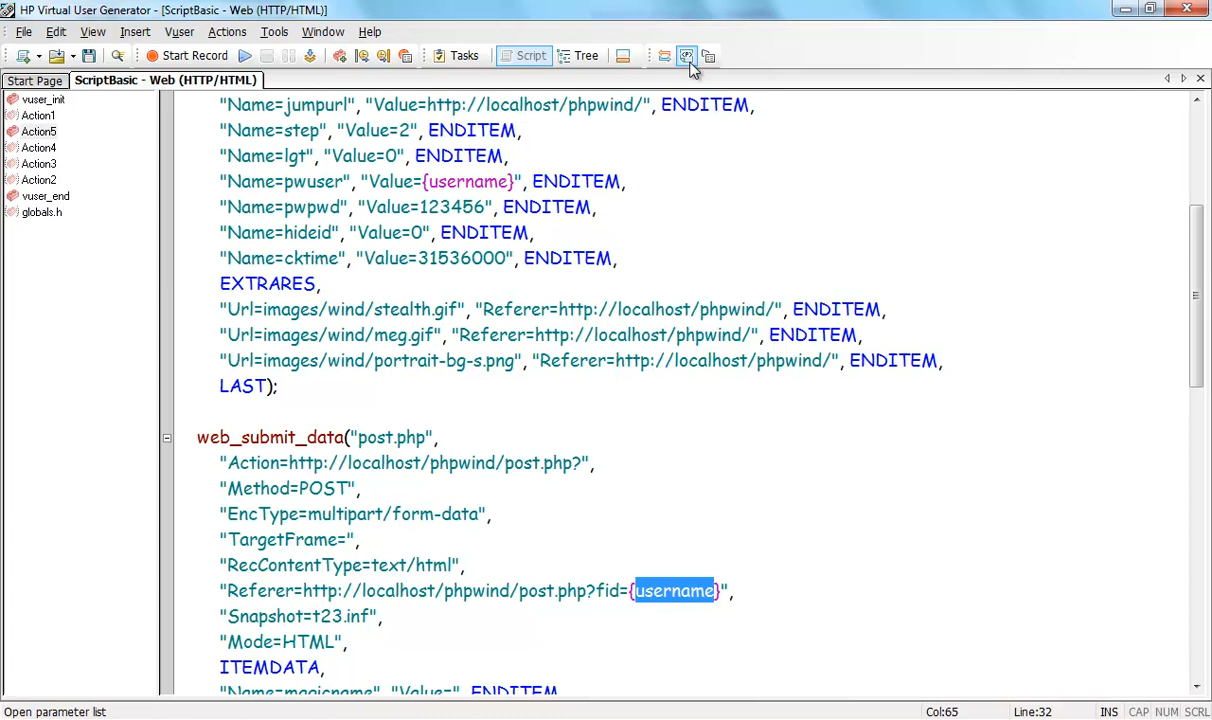 HP Virtual User Generator - [ScriptBasic - Web (HTTP/HTML)]
File Edit View Insert Vuser Actions Tools Window Help
Start Record Tasks Script Tree
Start Page ScriptBasic - Web (HTTP/HTML)
vuser_init
Action1
Action5
Action4
Action3
Action2
vuser_end
globals.h
"Name=jumpurl", "Value=http://localhost/phpwind/", ENDITEM,
"Name=step", "Value=2", ENDITEM,
"Name=lgt", "Value=0", ENDITEM,
"Name=pwuser", "Value={username}", ENDITEM,
"Name=pwpwd", "Value=123456", ENDITEM,
"Name=hideid", "Value=0", ENDITEM,
"Name=cktime", "Value=31536000", ENDITEM,
EXTRARES,
"Url=images/wind/stealth.gif", "Referer=http://localhost/phpwind/", ENDITEM,
"Url=images/wind/meg.gif", "Referer=http://localhost/phpwind/", ENDITEM,
"Url=images/wind/portrait-bg-s.png", "Referer=http://localhost/phpwind/", ENDITEM,
LAST);
web_submit_data("post.php",
"Action=http://localhost/phpwind/post.php?",
"Method=POST",
"EncType=multipart/form-data",
"TargetFrame=",
"RecContentType=text/html",
"Referer=http://localhost/phpwind/post.php?fid={username}",
"Snapshot=t23.inf",
"Mode=HTML",
ITEMDATA,
"Name=magicname", "Value=", ENDITEM,
Open parameter list Col:65 Line:32 INS CAP NUM SCRL